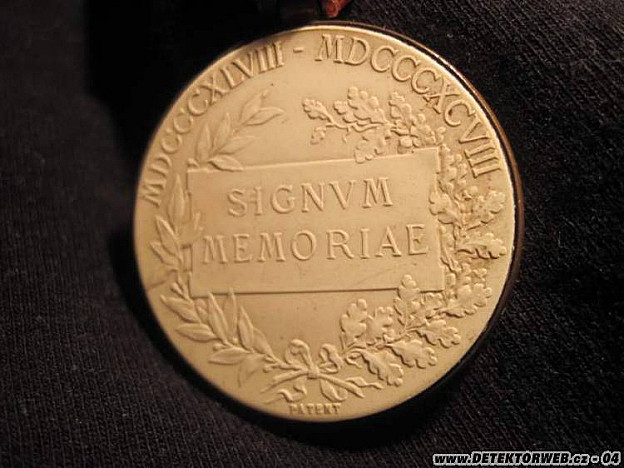 MDCCCXLVIII - MDCCCXCVIII
SIGNVM
MEMORIAE
PATENT
www.DETEKTORWEB.cz - 04